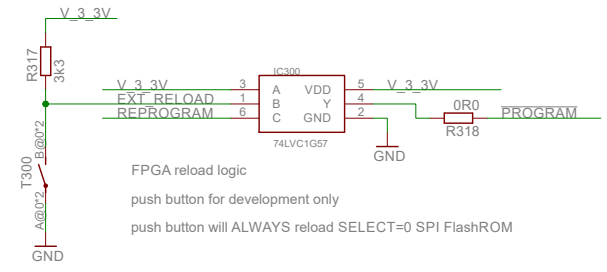 V_3_3V
R317
3k3
IC300
V_3_3V 3 A VDD 5 V_3_3V
EXT_RELOAD 1 B Y 4
REPROGRAM 6 C GND 2
74LVC1G57
0R0
R318
PROGRAM
GND
B@0*2
T300
A@0*2
GND
FPGA reload logic
push button for development only
push button will ALWAYS reload SELECT=0 SPI FlashROM